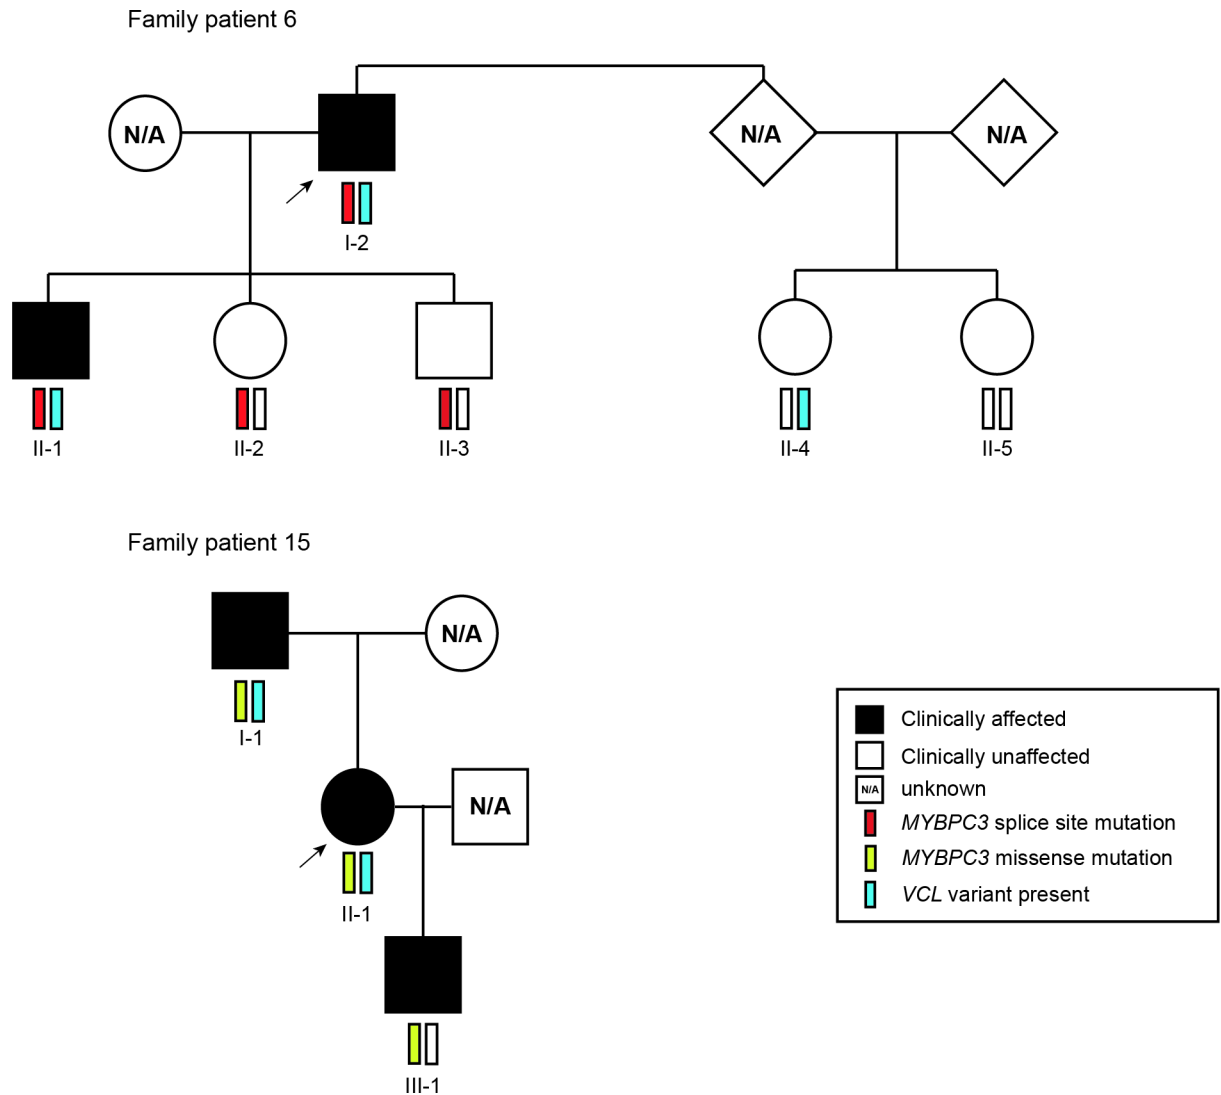 Family patient 6
N/A
N/A
N/A
I-2
II-1
II-2
II-3
II-4
II-5
Family patient 15
N/A
I-1
N/A
II-1
III-1
Clinically affected
Clinically unaffected
N/A unknown
MYBPC3 splice site mutation
MYBPC3 missense mutation
VCL variant present